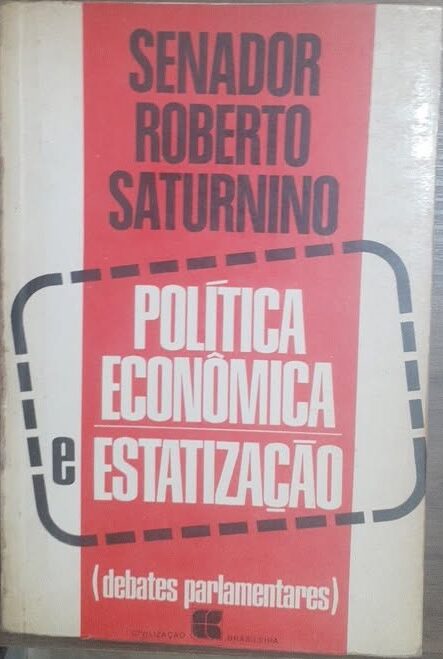 SENADOR
ROBERTO
SATURNINO
POLÍTICA
ECONÔMICA
e ESTATIZAÇÃO
(debates parlamentares)
CIVILIZAÇÃO BRASILEIRA